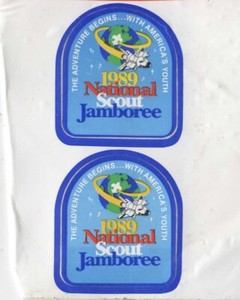 THE ADVENTURE BEGINS...WITH AMERICA'S YOUTH
1989
National
Scout
Jamboree
THE ADVENTURE BEGINS...WITH AMERICA'S YOUTH
1989
National
Scout
Jamboree